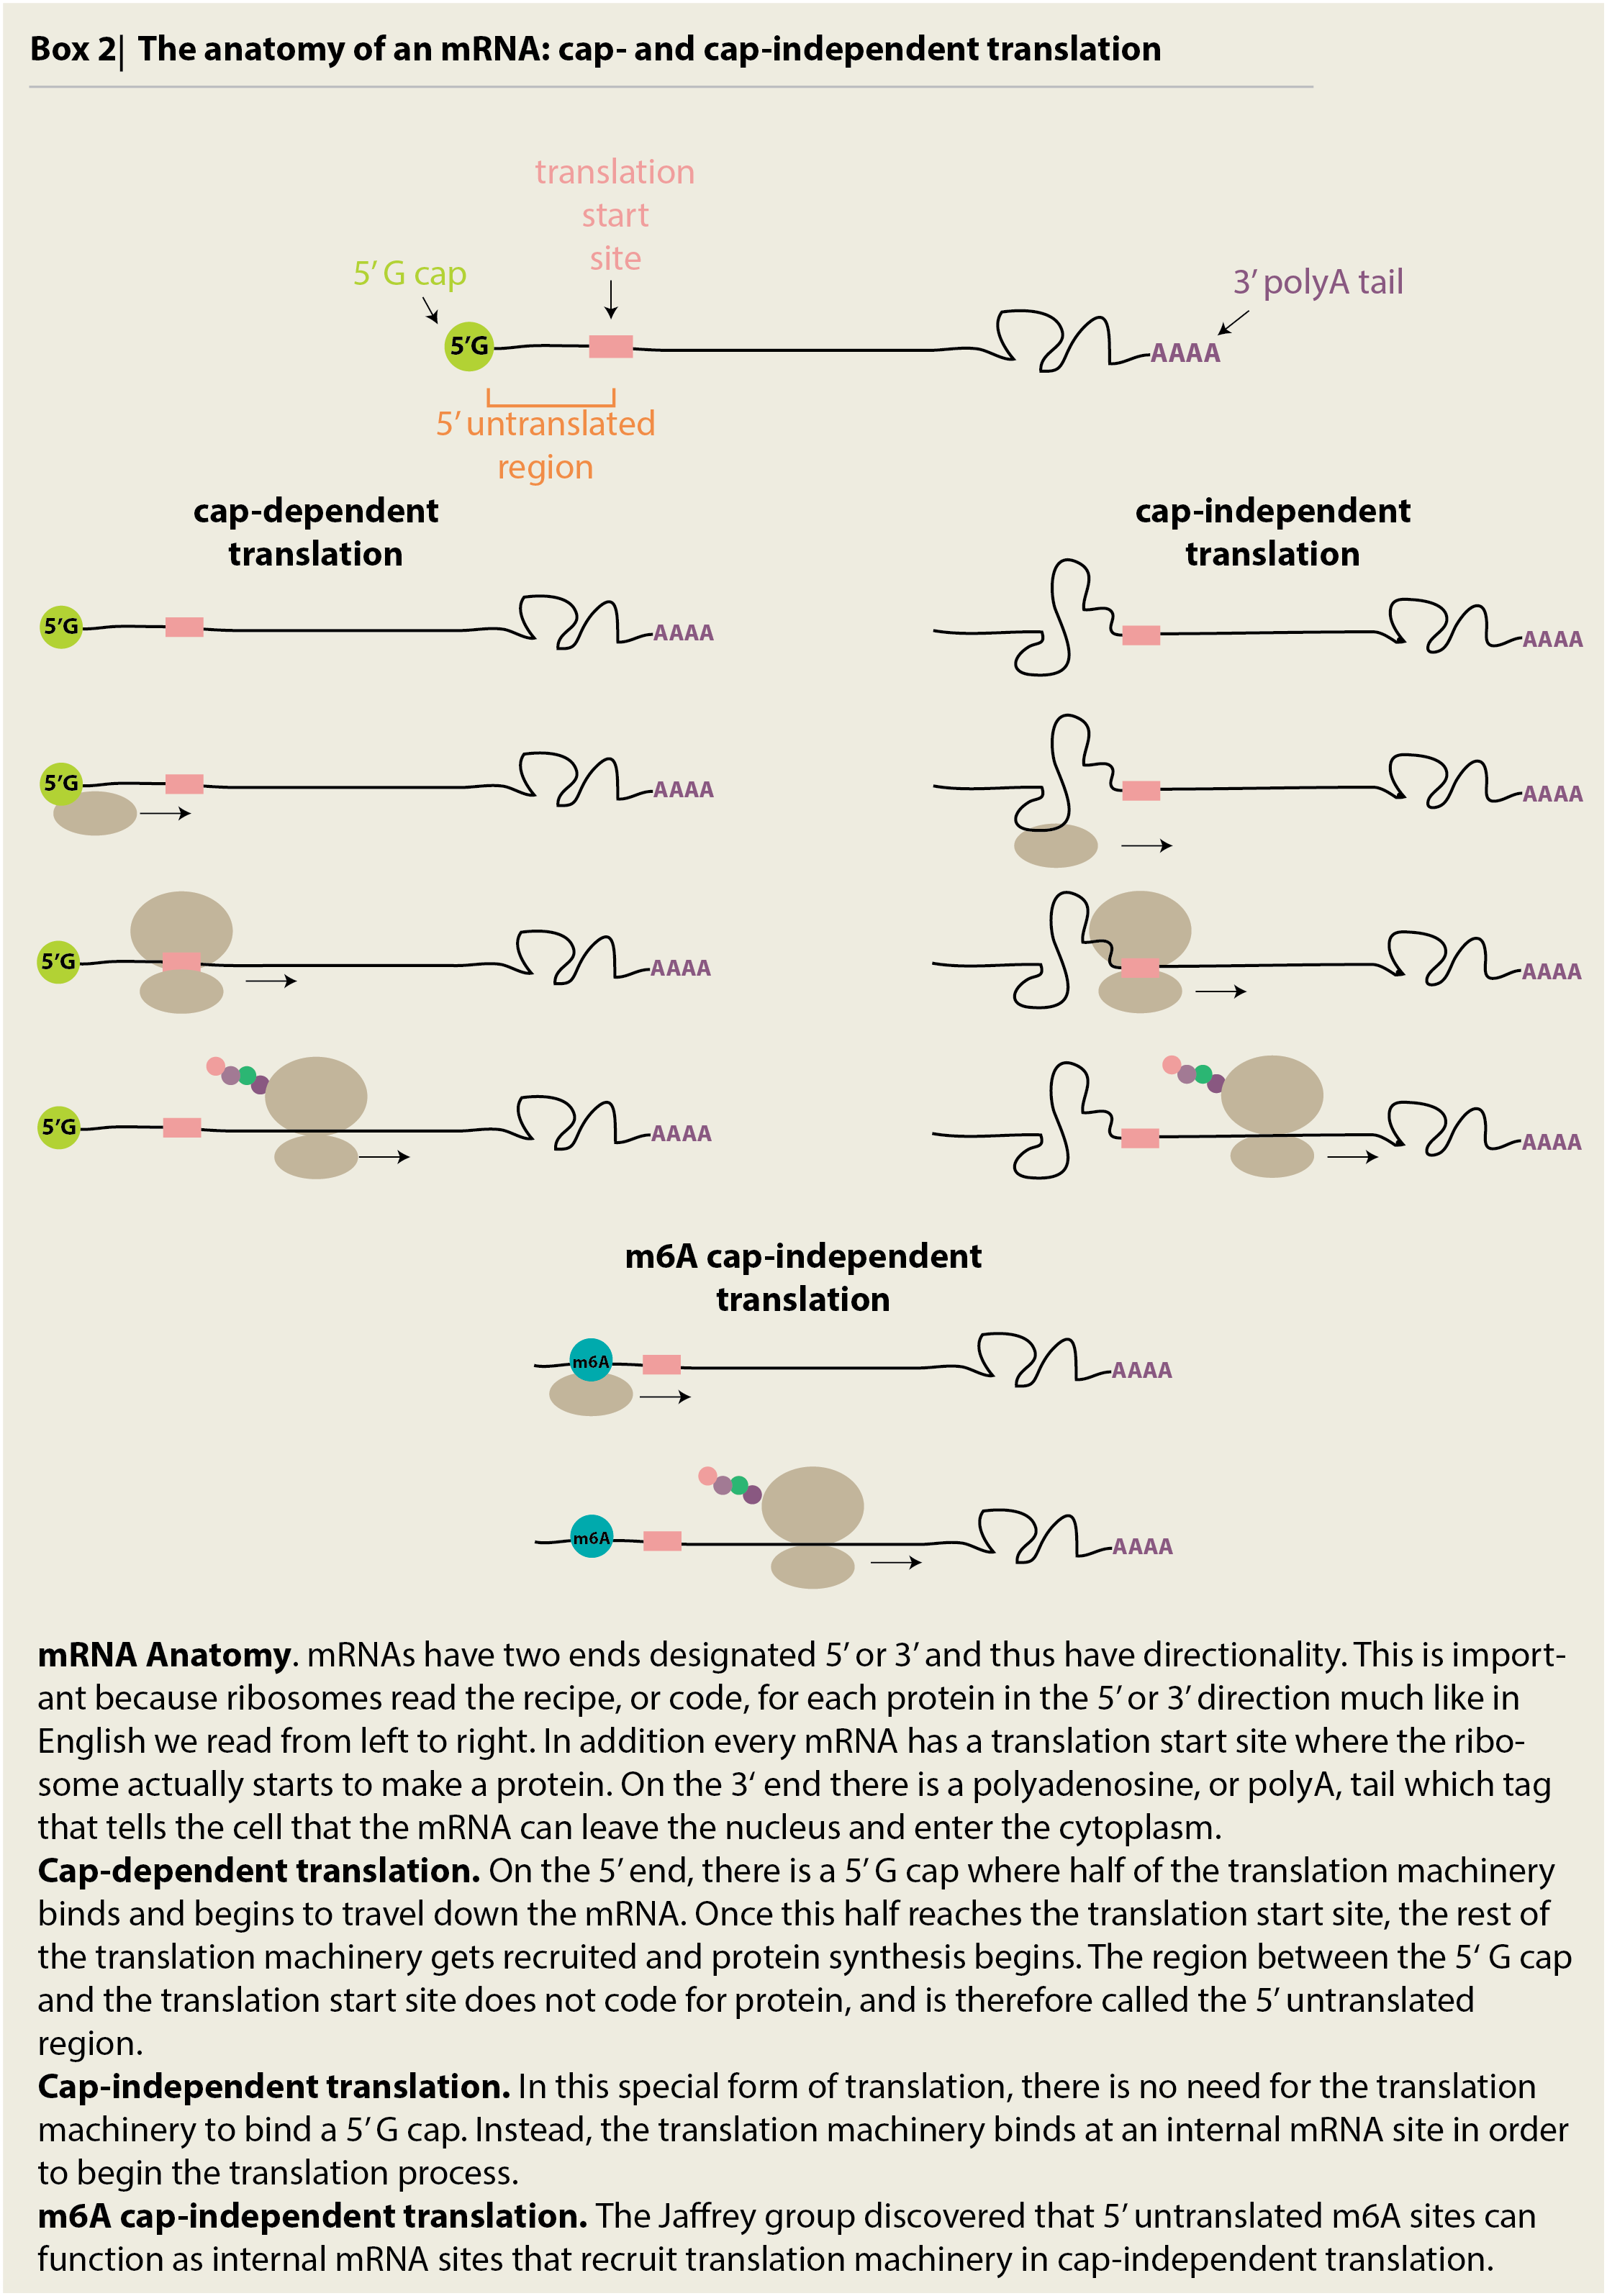 Box 2| The anatomy of an mRNA: cap- and cap-independent translation
translation
start
site
5’ G cap
3’ polyA tail
5’G
AAAA
5’ untranslated
region
cap-dependent
translation
cap-independent
translation
5’G
AAAA
AAAA
5’G
AAAA
AAAA
5’G
AAAA
AAAA
5’G
AAAA
AAAA
m6A cap-independent
translation
m6A
AAAA
m6A
AAAA
mRNA Anatomy. mRNAs have two ends designated 5’ or 3’ and thus have directionality. This is import-
ant because ribosomes read the recipe, or code, for each protein in the 5’ or 3’ direction much like in
English we read from left to right. In addition every mRNA has a translation start site where the ribo-
some actually starts to make a protein. On the 3‘ end there is a polyadenosine, or polyA, tail which tag
that tells the cell that the mRNA can leave the nucleus and enter the cytoplasm.
Cap-dependent translation. On the 5’ end, there is a 5’ G cap where half of the translation machinery
binds and begins to travel down the mRNA. Once this half reaches the translation start site, the rest of
the translation machinery gets recruited and protein synthesis begins. The region between the 5‘ G cap
and the translation start site does not code for protein, and is therefore called the 5’ untranslated
region.
Cap-independent translation. In this special form of translation, there is no need for the translation
machinery to bind a 5’ G cap. Instead, the translation machinery binds at an internal mRNA site in order
to begin the translation process.
m6A cap-independent translation. The Jaffrey group discovered that 5’ untranslated m6A sites can
function as internal mRNA sites that recruit translation machinery in cap-independent translation.